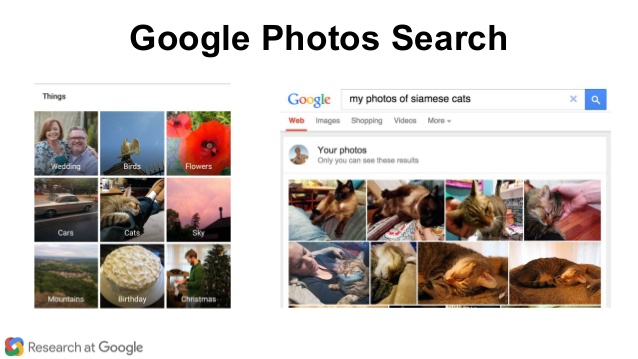 Google Photos Search
Things
Wedding
Birds
Flowers
Cars
Cats
Sky
Mountains
Birthday
Christmas
Google
my photos of siamese cats
Web Images Shopping Videos More
Your photos
Only you can see these results
Research at Google